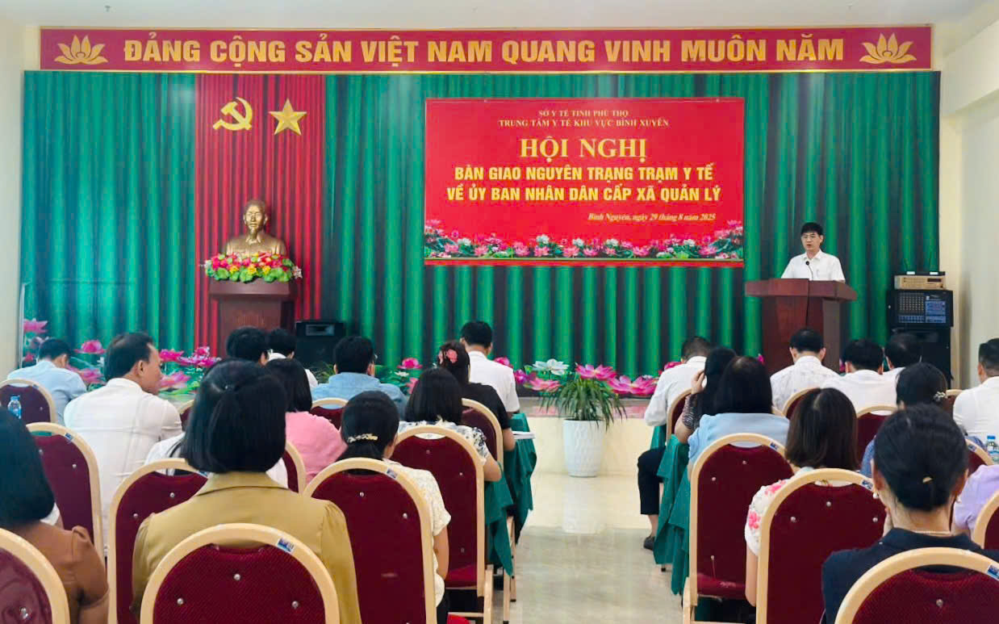 ĐẢNG CỘNG SẢN VIỆT NAM QUANG VINH MUÔN NĂM
SỞ Y TẾ TỈNH PHÚ THỌ
TRUNG TÂM Y TẾ KHU VỰC BÌNH XUYÊN
HỘI NGHỊ
BÀN GIAO NGUYÊN TRẠNG TRẠM Y TẾ
VỀ ỦY BAN NHÂN DÂN CẤP XÃ QUẢN LÝ
Bình Nguyên, ngày 29 tháng 8 năm 2025